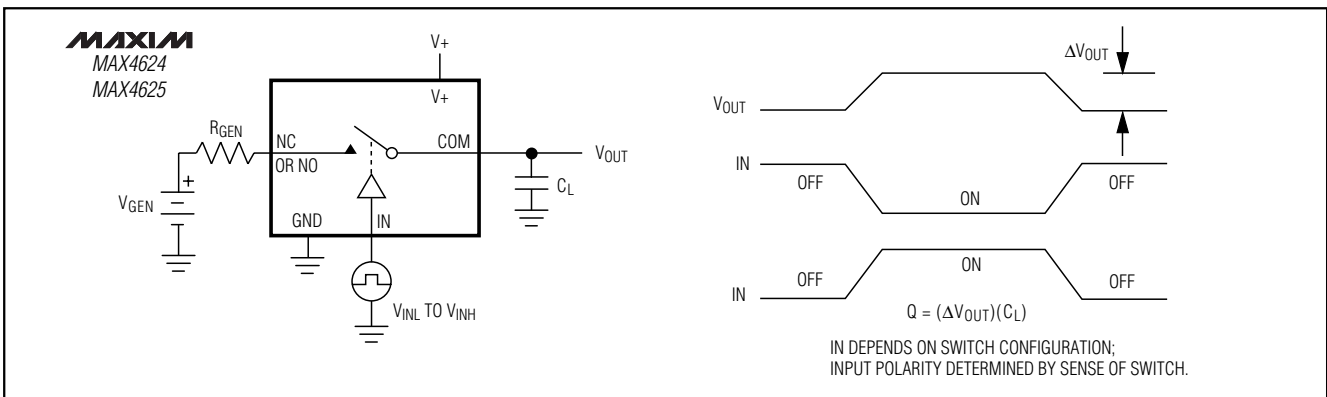 MAXIM
MAX4624
MAX4625
V+
V+
RGEN
NC
OR NO
COM
VOUT
CL
VGEN
+
GND
IN
VINL TO VINH
ΔVOUT
VOUT
IN
OFF
ON
OFF
IN
OFF
ON
OFF
Q = (ΔVOUT)(CL)
IN DEPENDS ON SWITCH CONFIGURATION;
INPUT POLARITY DETERMINED BY SENSE OF SWITCH.